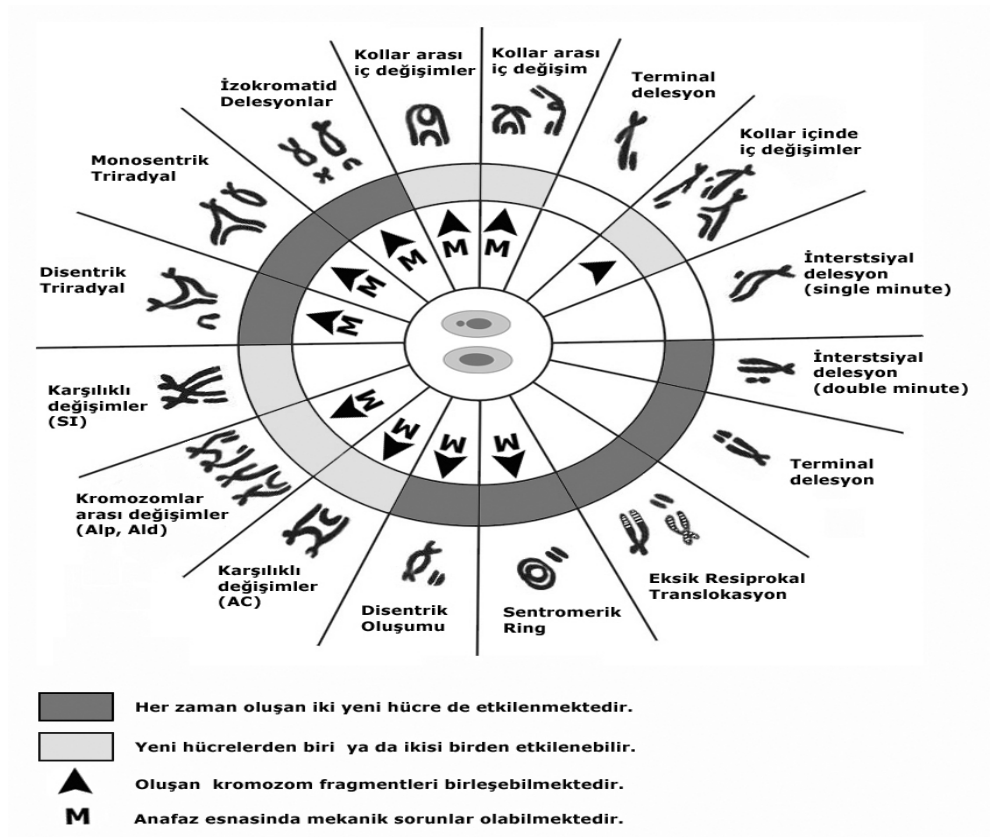 Kollar arası
iç değişimler
Kollar arası
iç değişim
Terminal
delesyon
Kollar içinde
iç değişimler
İnterstsiyal
delesyon
(single minute)
İnterstsiyal
delesyon
(double minute)
Terminal
delesyon
Eksik Resiprokal
Translokasyon
Sentromerik
Ring
Disentrik
Oluşumu
Karşılıklı
değişimler
(AC)
Kromozomlar
arası değişimler
(Alp, Ald)
Karşılıklı
değişimler
(SI)
Disentrik
Triradyal
Monosentrik
Triradyal
İzokromatid
Delesyonlar
M
M
M
M
M
M
M
M
M
Her zaman oluşan iki yeni hücre de etkilenmektedir.
Yeni hücrelerden biri ya da ikisi birden etkilenebilir.
Oluşan kromozom fragmentleri birleşebilmektedir.
M Anafaz esnasinda mekanik sorunlar olabilmektedir.